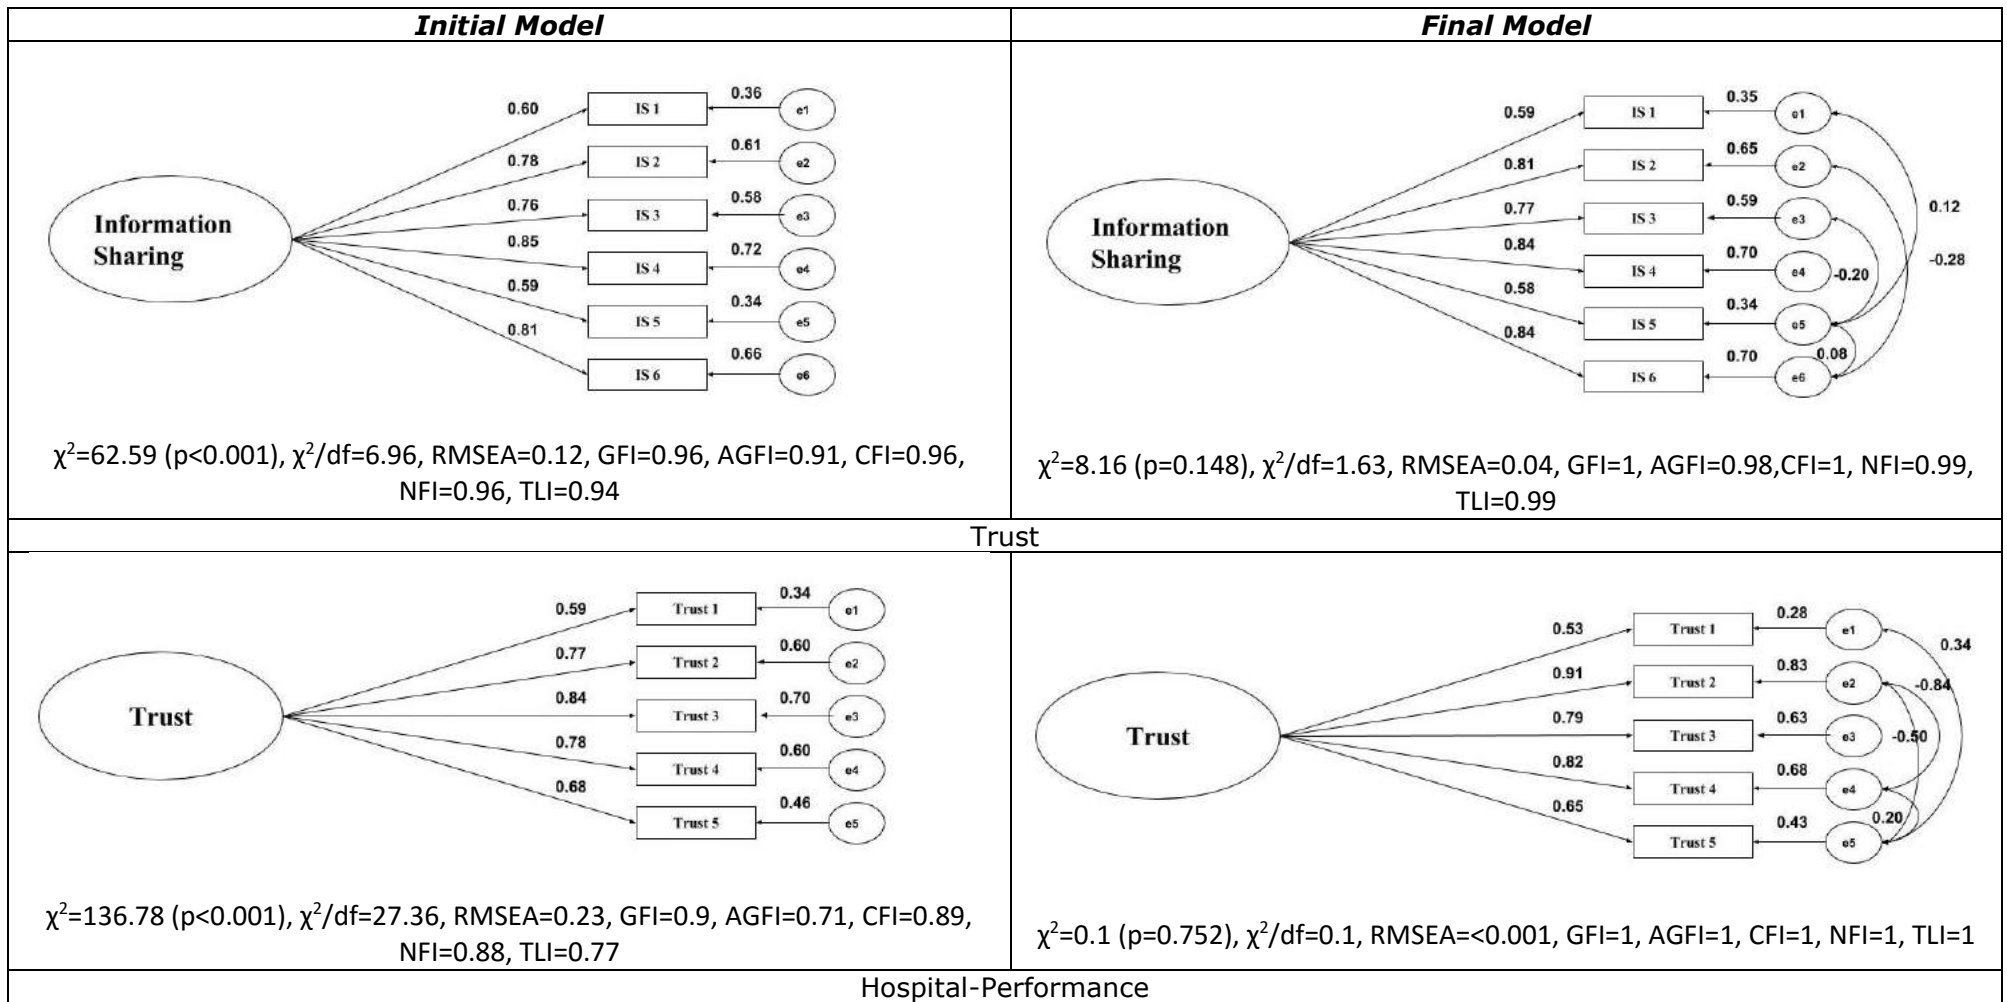 Initial Model
Final Model
0.60
IS 1
0.36
e1
0.78
IS 2
0.61
e2
0.76
IS 3
0.58
e3
Information
Sharing
0.85
IS 4
0.72
e4
0.59
IS 5
0.34
e5
0.81
IS 6
0.66
e6
χ²=62.59 (p<0.001), χ²/df=6.96, RMSEA=0.12, GFI=0.96, AGFI=0.91, CFI=0.96,
NFI=0.96, TLI=0.94
0.59
IS 1
0.35
e1
0.81
IS 2
0.65
e2
0.12
0.77
IS 3
0.59
e3
Information
Sharing
0.84
IS 4
0.70
e4
-0.20
-0.28
0.58
IS 5
0.34
e5
0.08
0.84
IS 6
0.70
e6
χ²=8.16 (p=0.148), χ²/df=1.63, RMSEA=0.04, GFI=1, AGFI=0.98,CFI=1, NFI=0.99,
TLI=0.99
Trust
0.59
Trust 1
0.34
e1
0.77
Trust 2
0.60
e2
Trust
0.84
Trust 3
0.70
e3
0.78
Trust 4
0.60
e4
0.68
Trust 5
0.46
e5
χ²=136.78 (p<0.001), χ²/df=27.36, RMSEA=0.23, GFI=0.9, AGFI=0.71, CFI=0.89,
NFI=0.88, TLI=0.77
0.53
Trust 1
0.28
e1
0.34
0.91
Trust 2
0.83
e2
-0.84
Trust
0.79
Trust 3
0.63
e3
-0.50
0.82
Trust 4
0.68
e4
0.20
0.65
Trust 5
0.43
e5
χ²=0.1 (p=0.752), χ²/df=0.1, RMSEA=<0.001, GFI=1, AGFI=1, CFI=1, NFI=1, TLI=1
Hospital-Performance